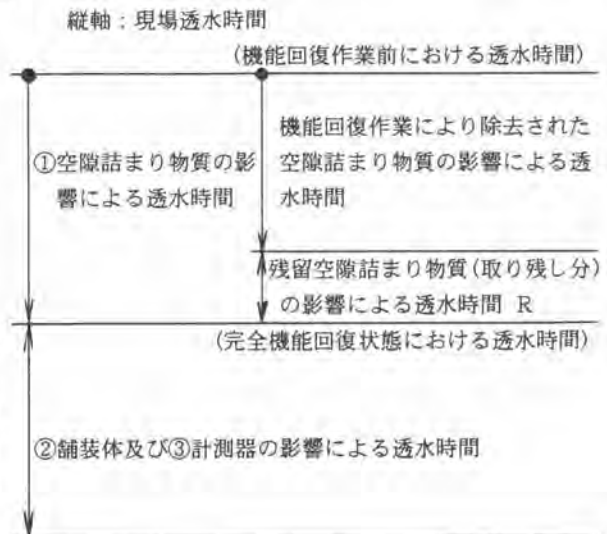 縦軸:現場透水時間
(機能回復作業前における透水時間)
機能回復作業により除去された
空隙詰まり物質の影響による透
水時間
①空隙詰まり物質の影
響による透水時間
残留空隙詰まり物質(取り残し分)
の影響による透水時間 R
(完全機能回復状態における透水時間)
②舗装体及び③計測器の影響による透水時間